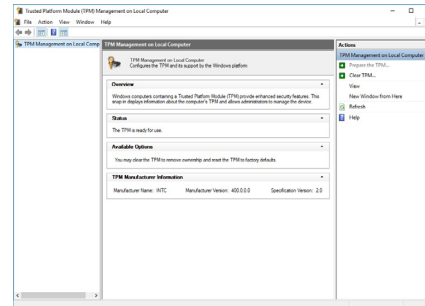 Trusted Platform Module (TPM) Management on Local Computer
File Action View Window Help
TPM Management on Local Comp
TPM Management on Local Computer
TPM Management on Local Computer
Configures the TPM and its support by the Windows platform
Overview
Windows computers containing a Trusted Platform Module (TPM) provide enhanced security features. This
snap-in displays information about the computer's TPM and allows administrators to manage the device.
Status
The TPM is ready for use.
Available Options
You may clear the TPM to remove ownership and reset the TPM to factory defaults.
TPM Manufacturer Information
Manufacturer Name: INTC Manufacturer Version: 400.0.0.0 Specification Version: 2.0
Actions
TPM Management on Local Computer
Prepare the TPM...
Clear TPM...
View
New Window from Here
Refresh
Help